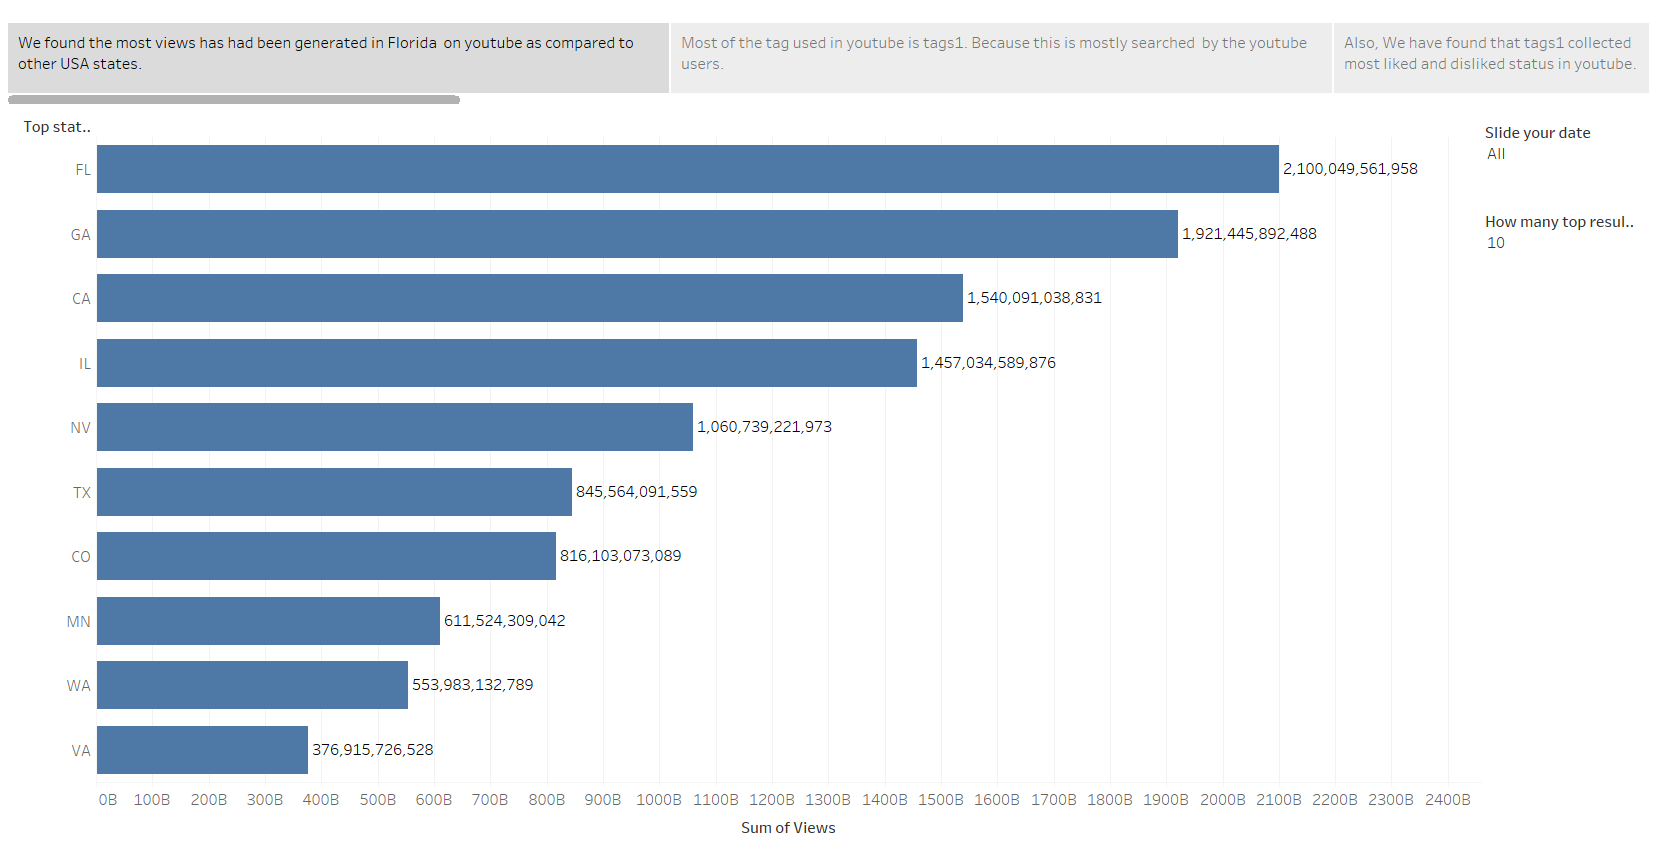 We found the most views has had been generated in Florida  on youtube as compared to
other USA states.
Most of the tag used in youtube is tags1. Because this is mostly searched  by the youtube
users.
Also, We have found that tags1 collected
most liked and disliked status in youtube.
Top stat..
Slide your date
All
How many top resul..
10
FL 2,100,049,561,958
GA 1,921,445,892,488
CA 1,540,091,038,831
IL 1,457,034,589,876
NV 1,060,739,221,973
TX 845,564,091,559
CO 816,103,073,089
MN 611,524,309,042
WA 553,983,132,789
VA 376,915,726,528
0B 100B 200B 300B 400B 500B 600B 700B 800B 900B 1000B 1100B 1200B 1300B 1400B 1500B 1600B 1700B 1800B 1900B 2000B 2100B 2200B 2300B 2400B
Sum of Views